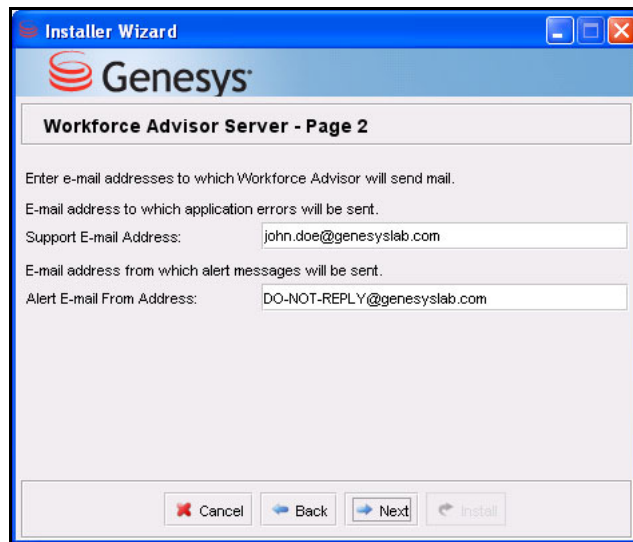 Installer Wizard
Genesys
Workforce Advisor Server - Page 2
Enter e-mail addresses to which Workforce Advisor will send mail.
E-mail address to which application errors will be sent.
Support E-mail Address: john.doe@genesyslab.com
E-mail address from which alert messages will be sent.
Alert E-mail From Address: DO-NOT-REPLY@genesyslab.com
Cancel Back Next Install